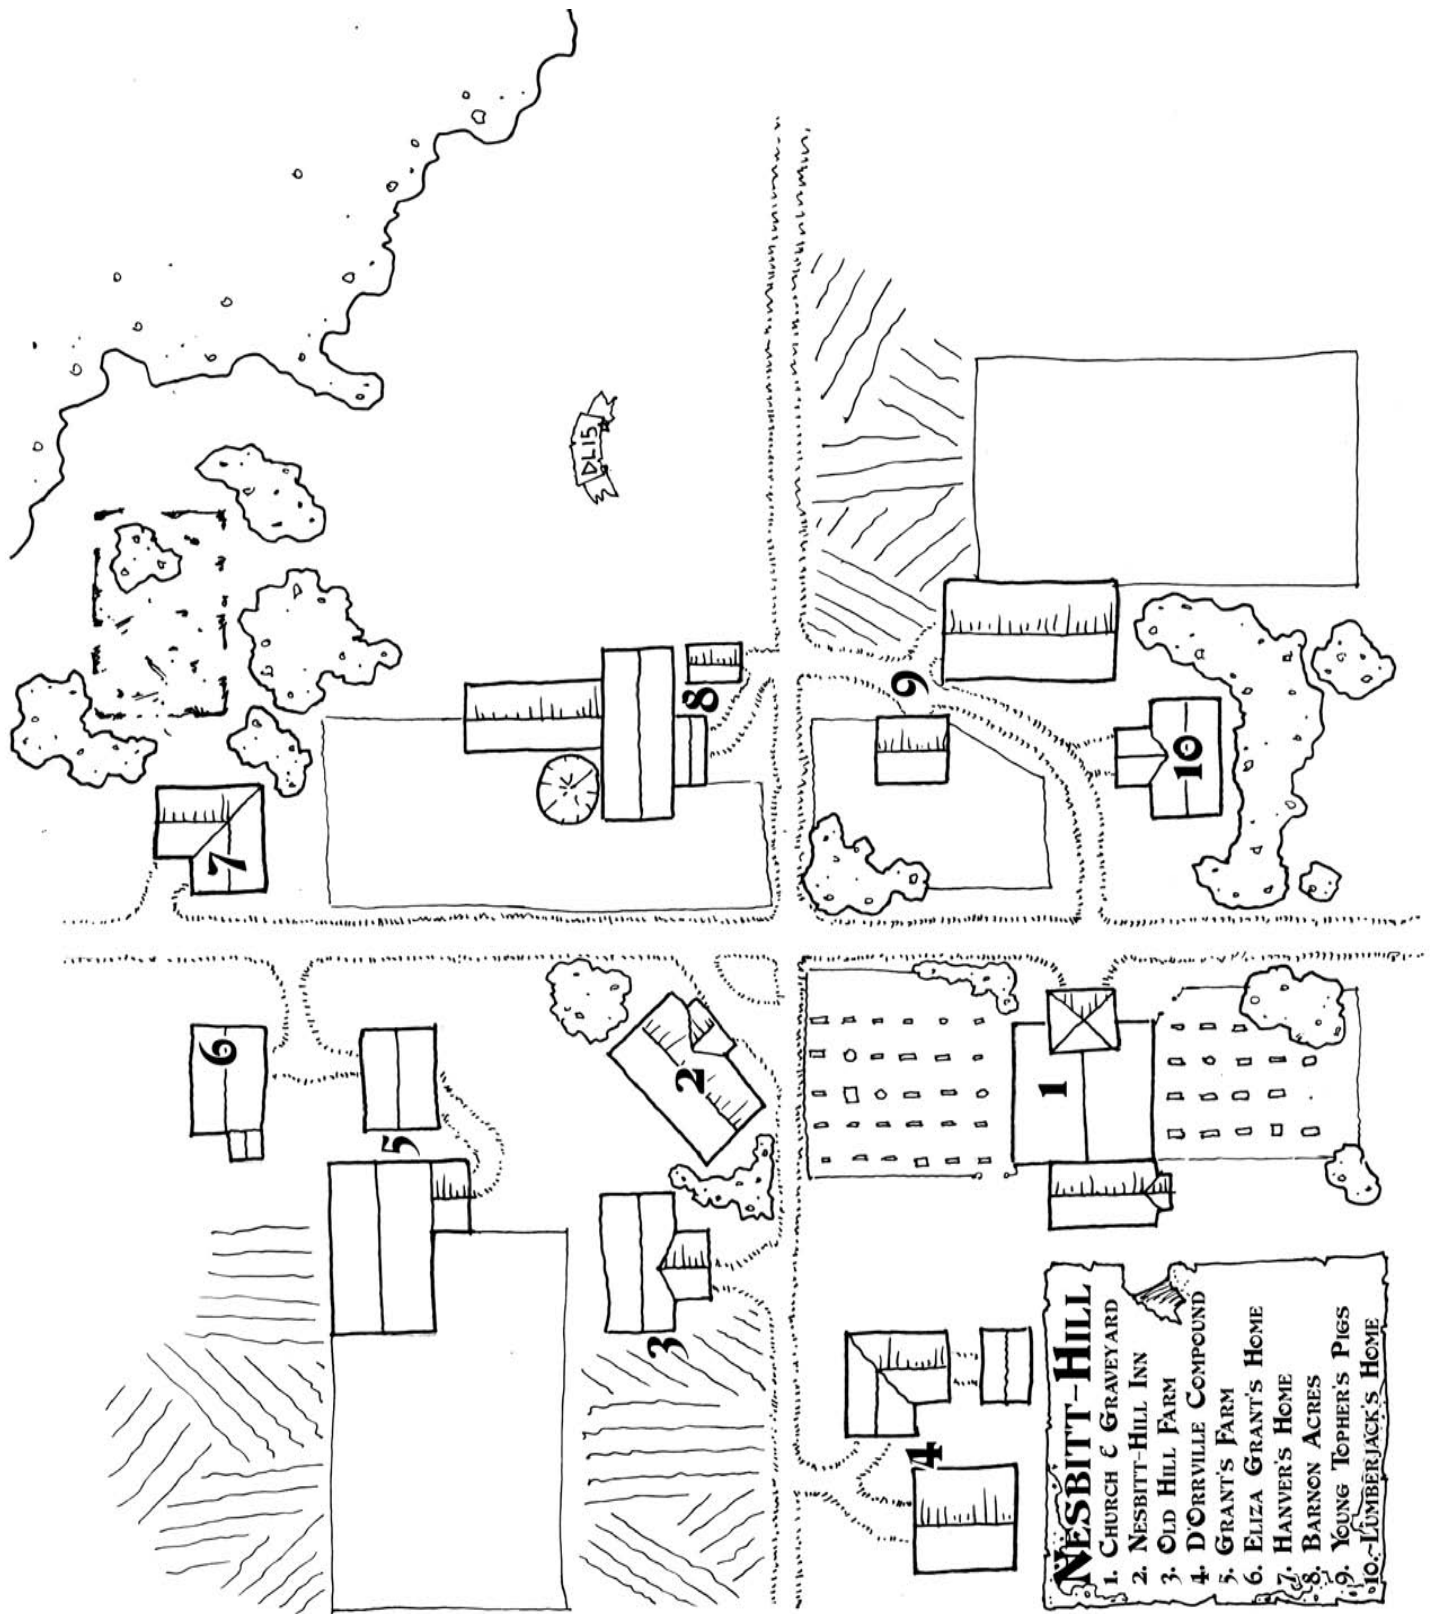 NESBITT-HILL
1. CHURCH & GRAVEYARD
2. NESBITT-HILL INN
3. OLD HILL FARM
4. D'ORRVILLE COMPOUND
5. GRANT'S FARM
6. ELIZA GRANT'S HOME
7. HANVER'S HOME
8. BARNON ACRES
9. YOUNG TOPHER'S PIGS
10. LUMBERJACK'S HOME
1
2
3
4
5
6
7
8
9
10
DL15